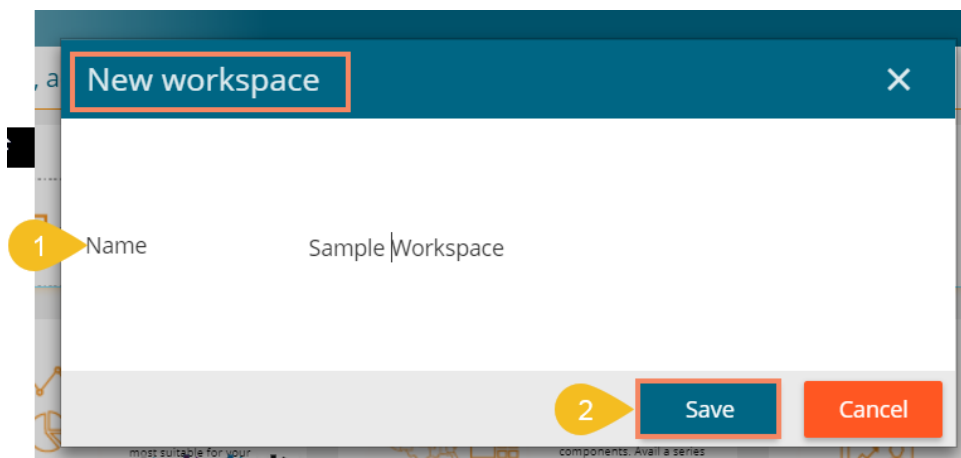 , a
New workspace
1
Name
Sample Workspace
2
Save
Cancel
most suitable for your
components. Avail a series